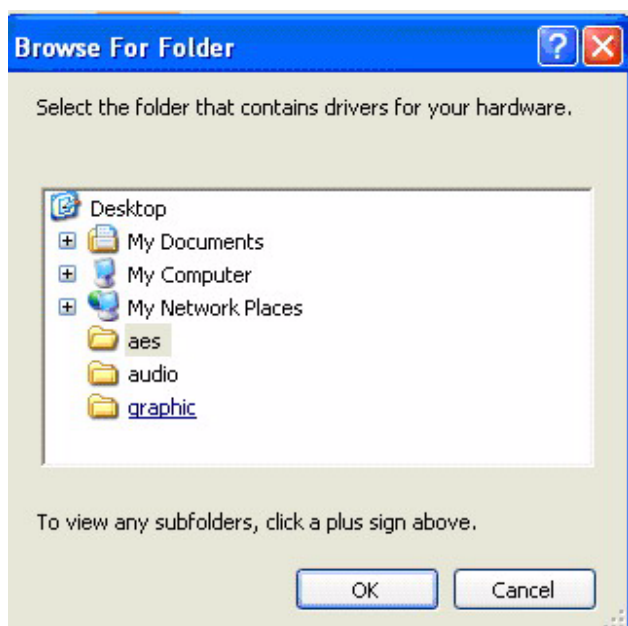 Browse For Folder
Select the folder that contains drivers for your hardware.
Desktop
My Documents
My Computer
My Network Places
aes
audio
graphic
To view any subfolders, click a plus sign above.
OK Cancel